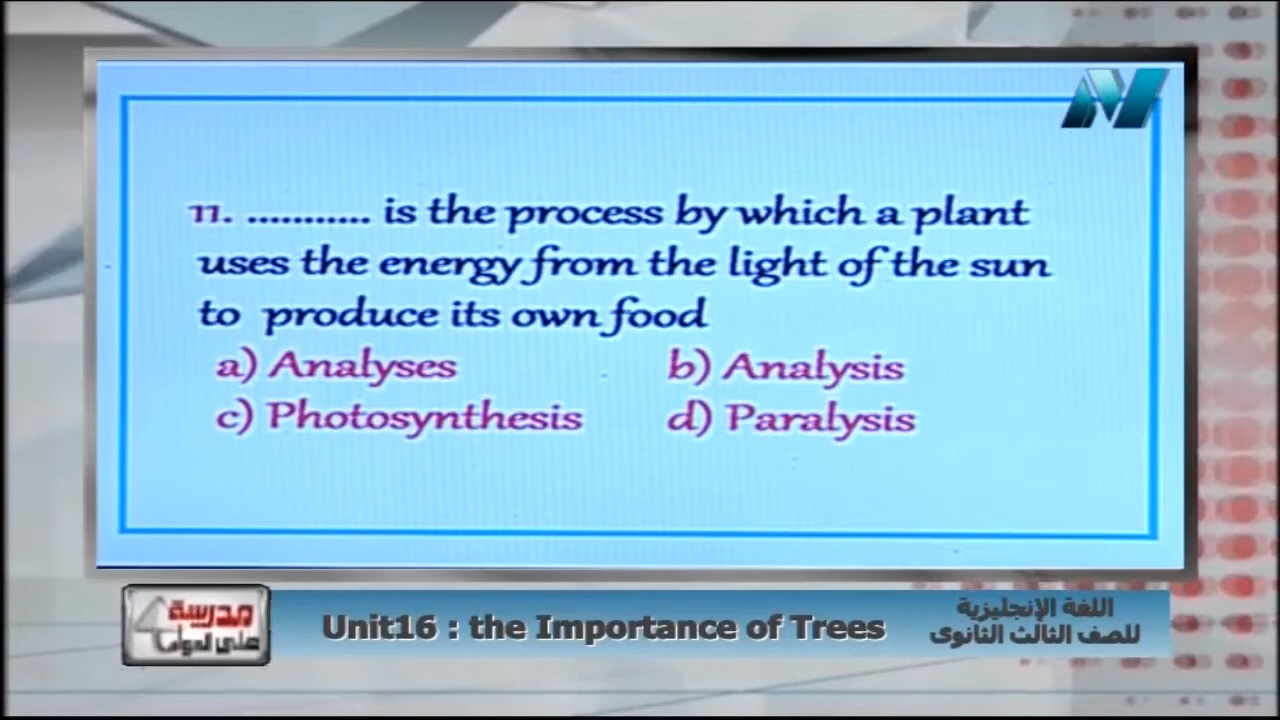 11. ........... is the process by which a plant
uses the energy from the light of the sun
to produce its own food
a) Analyses b) Analysis
c) Photosynthesis d) Paralysis
مدرسة
على الهواء
Unit16 : the Importance of Trees
اللغة الإنجليزية
للصف الثالث الثانوى